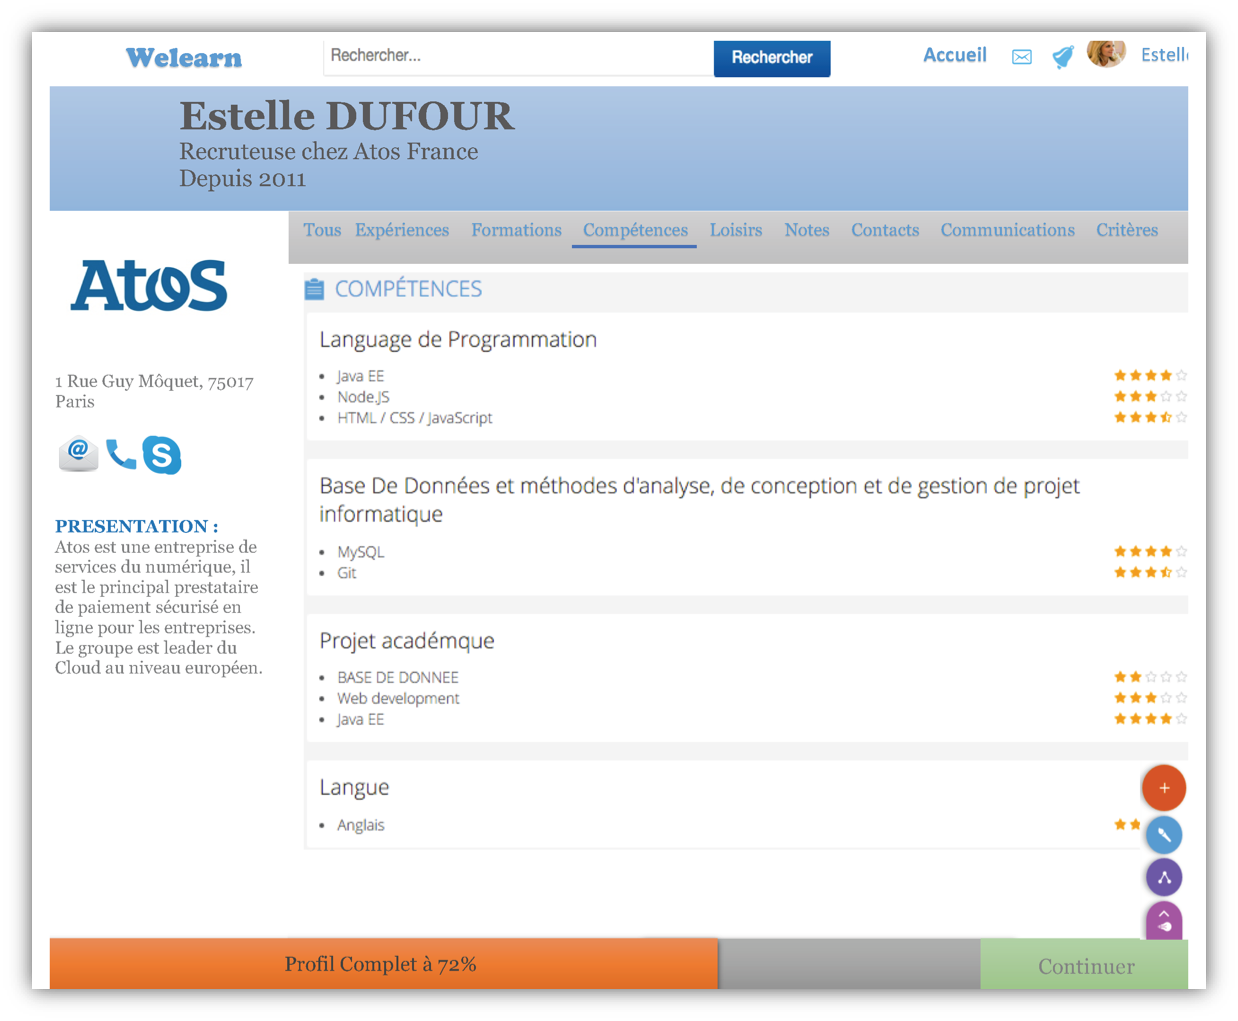 Welearn
Rechercher...
Rechercher
Accueil
Estelle
Estelle DUFOUR
Recruteuse chez Atos France
Depuis 2011
Tous Expériences Formations Compétences Loisirs Notes Contacts Communications Critères
Atos
1 Rue Guy Môquet, 75017
Paris
@
S
PRESENTATION :
Atos est une entreprise de
services du numérique, il
est le principal prestataire
de paiement sécurisé en
ligne pour les entreprises.
Le groupe est leader du
Cloud au niveau européen.
COMPÉTENCES
Language de Programmation
Java EE
Node.JS
HTML / CSS / JavaScript
Base De Données et méthodes d'analyse, de conception et de gestion de projet
informatique
MySQL
Git
Projet académque
BASE DE DONNEE
Web development
Java EE
Langue
Anglais
+
Profil Complet à 72%
Continuer